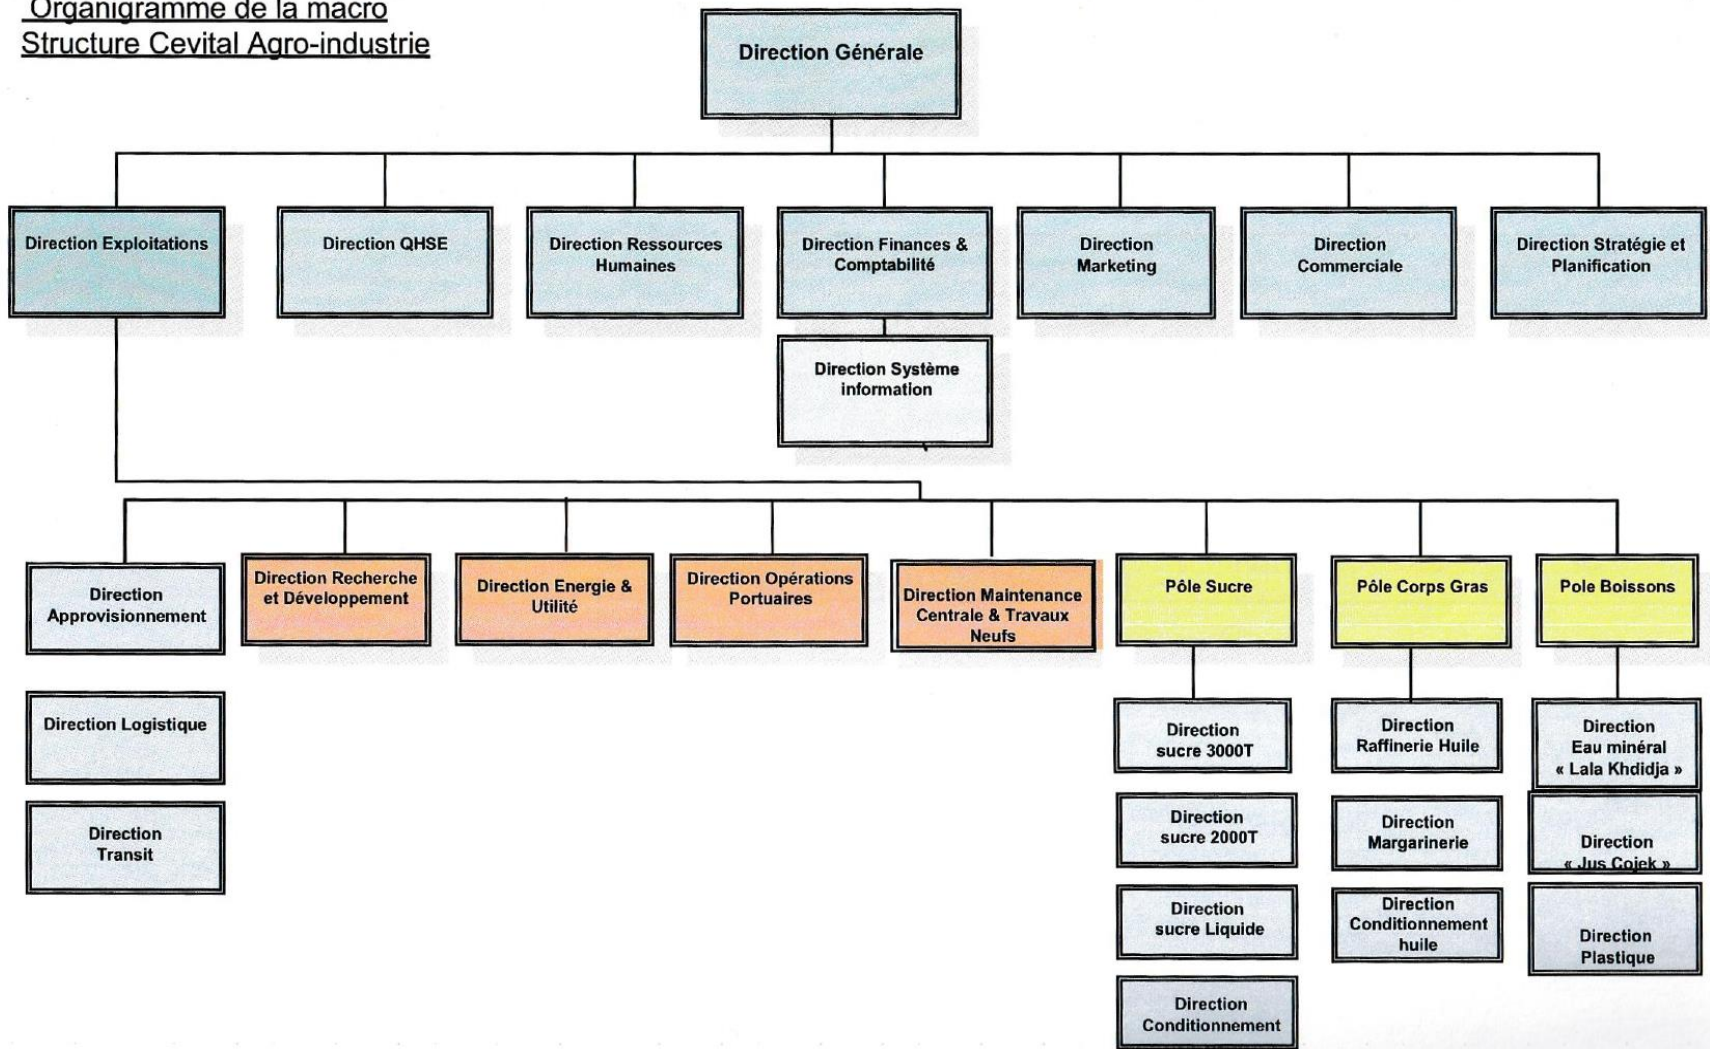 Organigramme de la macro
Structure Cevital Agro-industrie
Direction Générale
Direction Exploitations
Direction QHSE
Direction Ressources
Humaines
Direction Finances &
Comptabilité
Direction
Marketing
Direction
Commerciale
Direction Stratégie et
Planification
Direction Système
information
Direction
Approvisionnement
Direction Recherche
et Développement
Direction Energie &
Utilité
Direction Opérations
Portuaires
Direction Maintenance
Centrale & Travaux
Neufs
Pôle Sucre
Pôle Corps Gras
Pole Boissons
Direction Logistique
Direction
Transit
Direction
sucre 3000T
Direction
sucre 2000T
Direction
sucre Liquide
Direction
Conditionnement
Direction
Raffinerie Huile
Direction
Margarinerie
Direction
Conditionnement
huile
Direction
Eau minéral
« Lala Khdidja »
Direction
« Jus Cojek »
Direction
Plastique